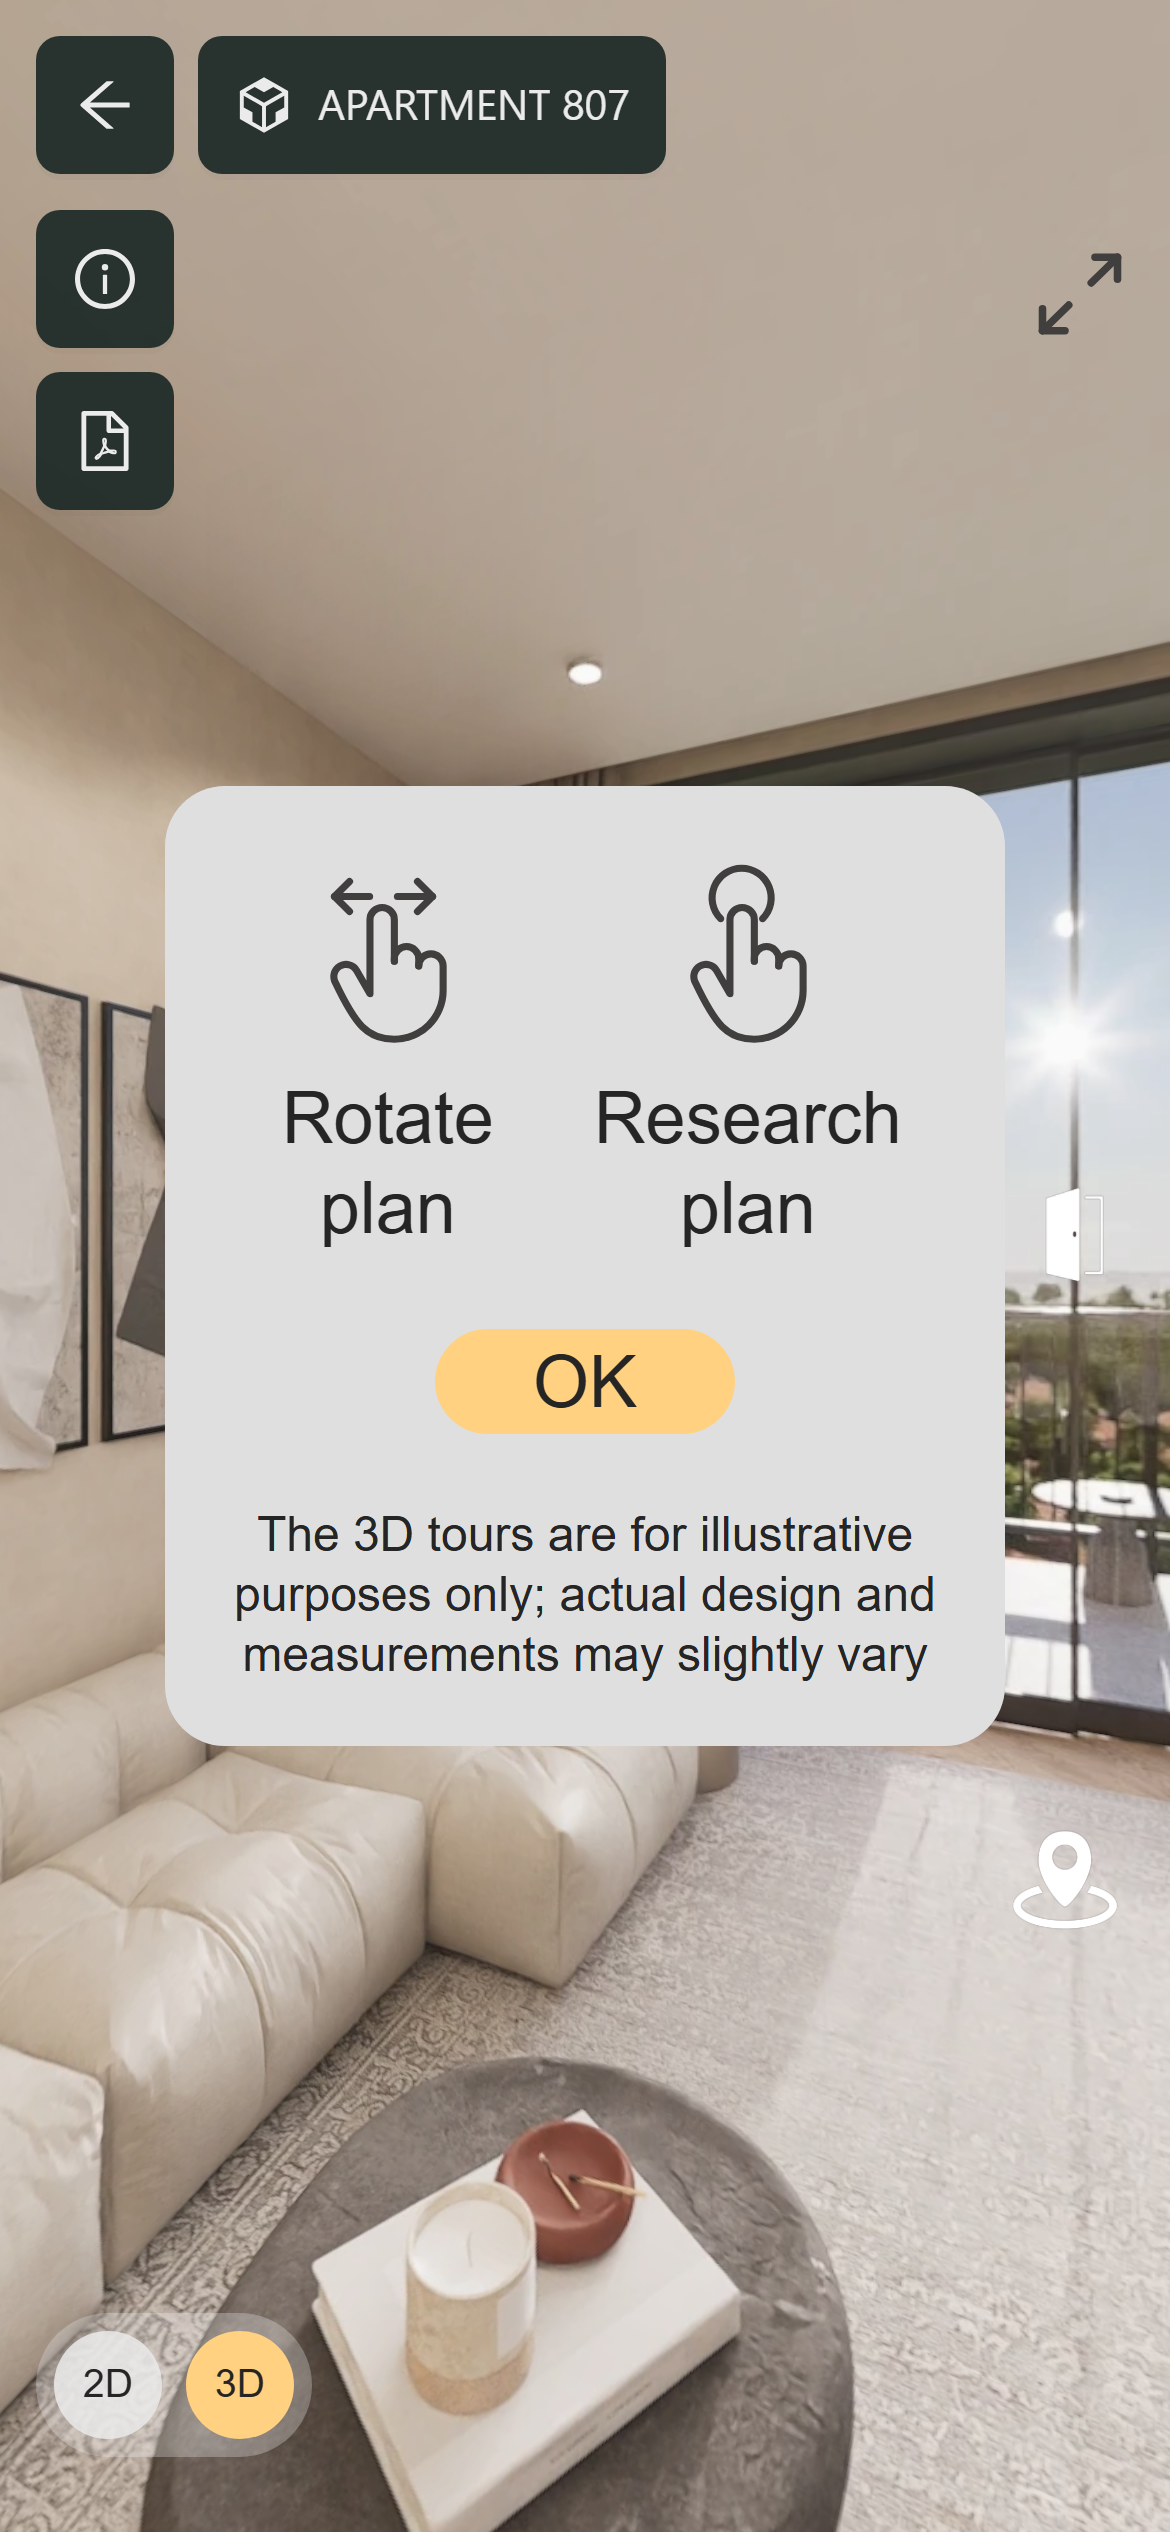 APARTMENT 807
Rotate plan
Research plan
OK
The 3D tours are for illustrative
purposes only; actual design and
measurements may slightly vary
2D
3D